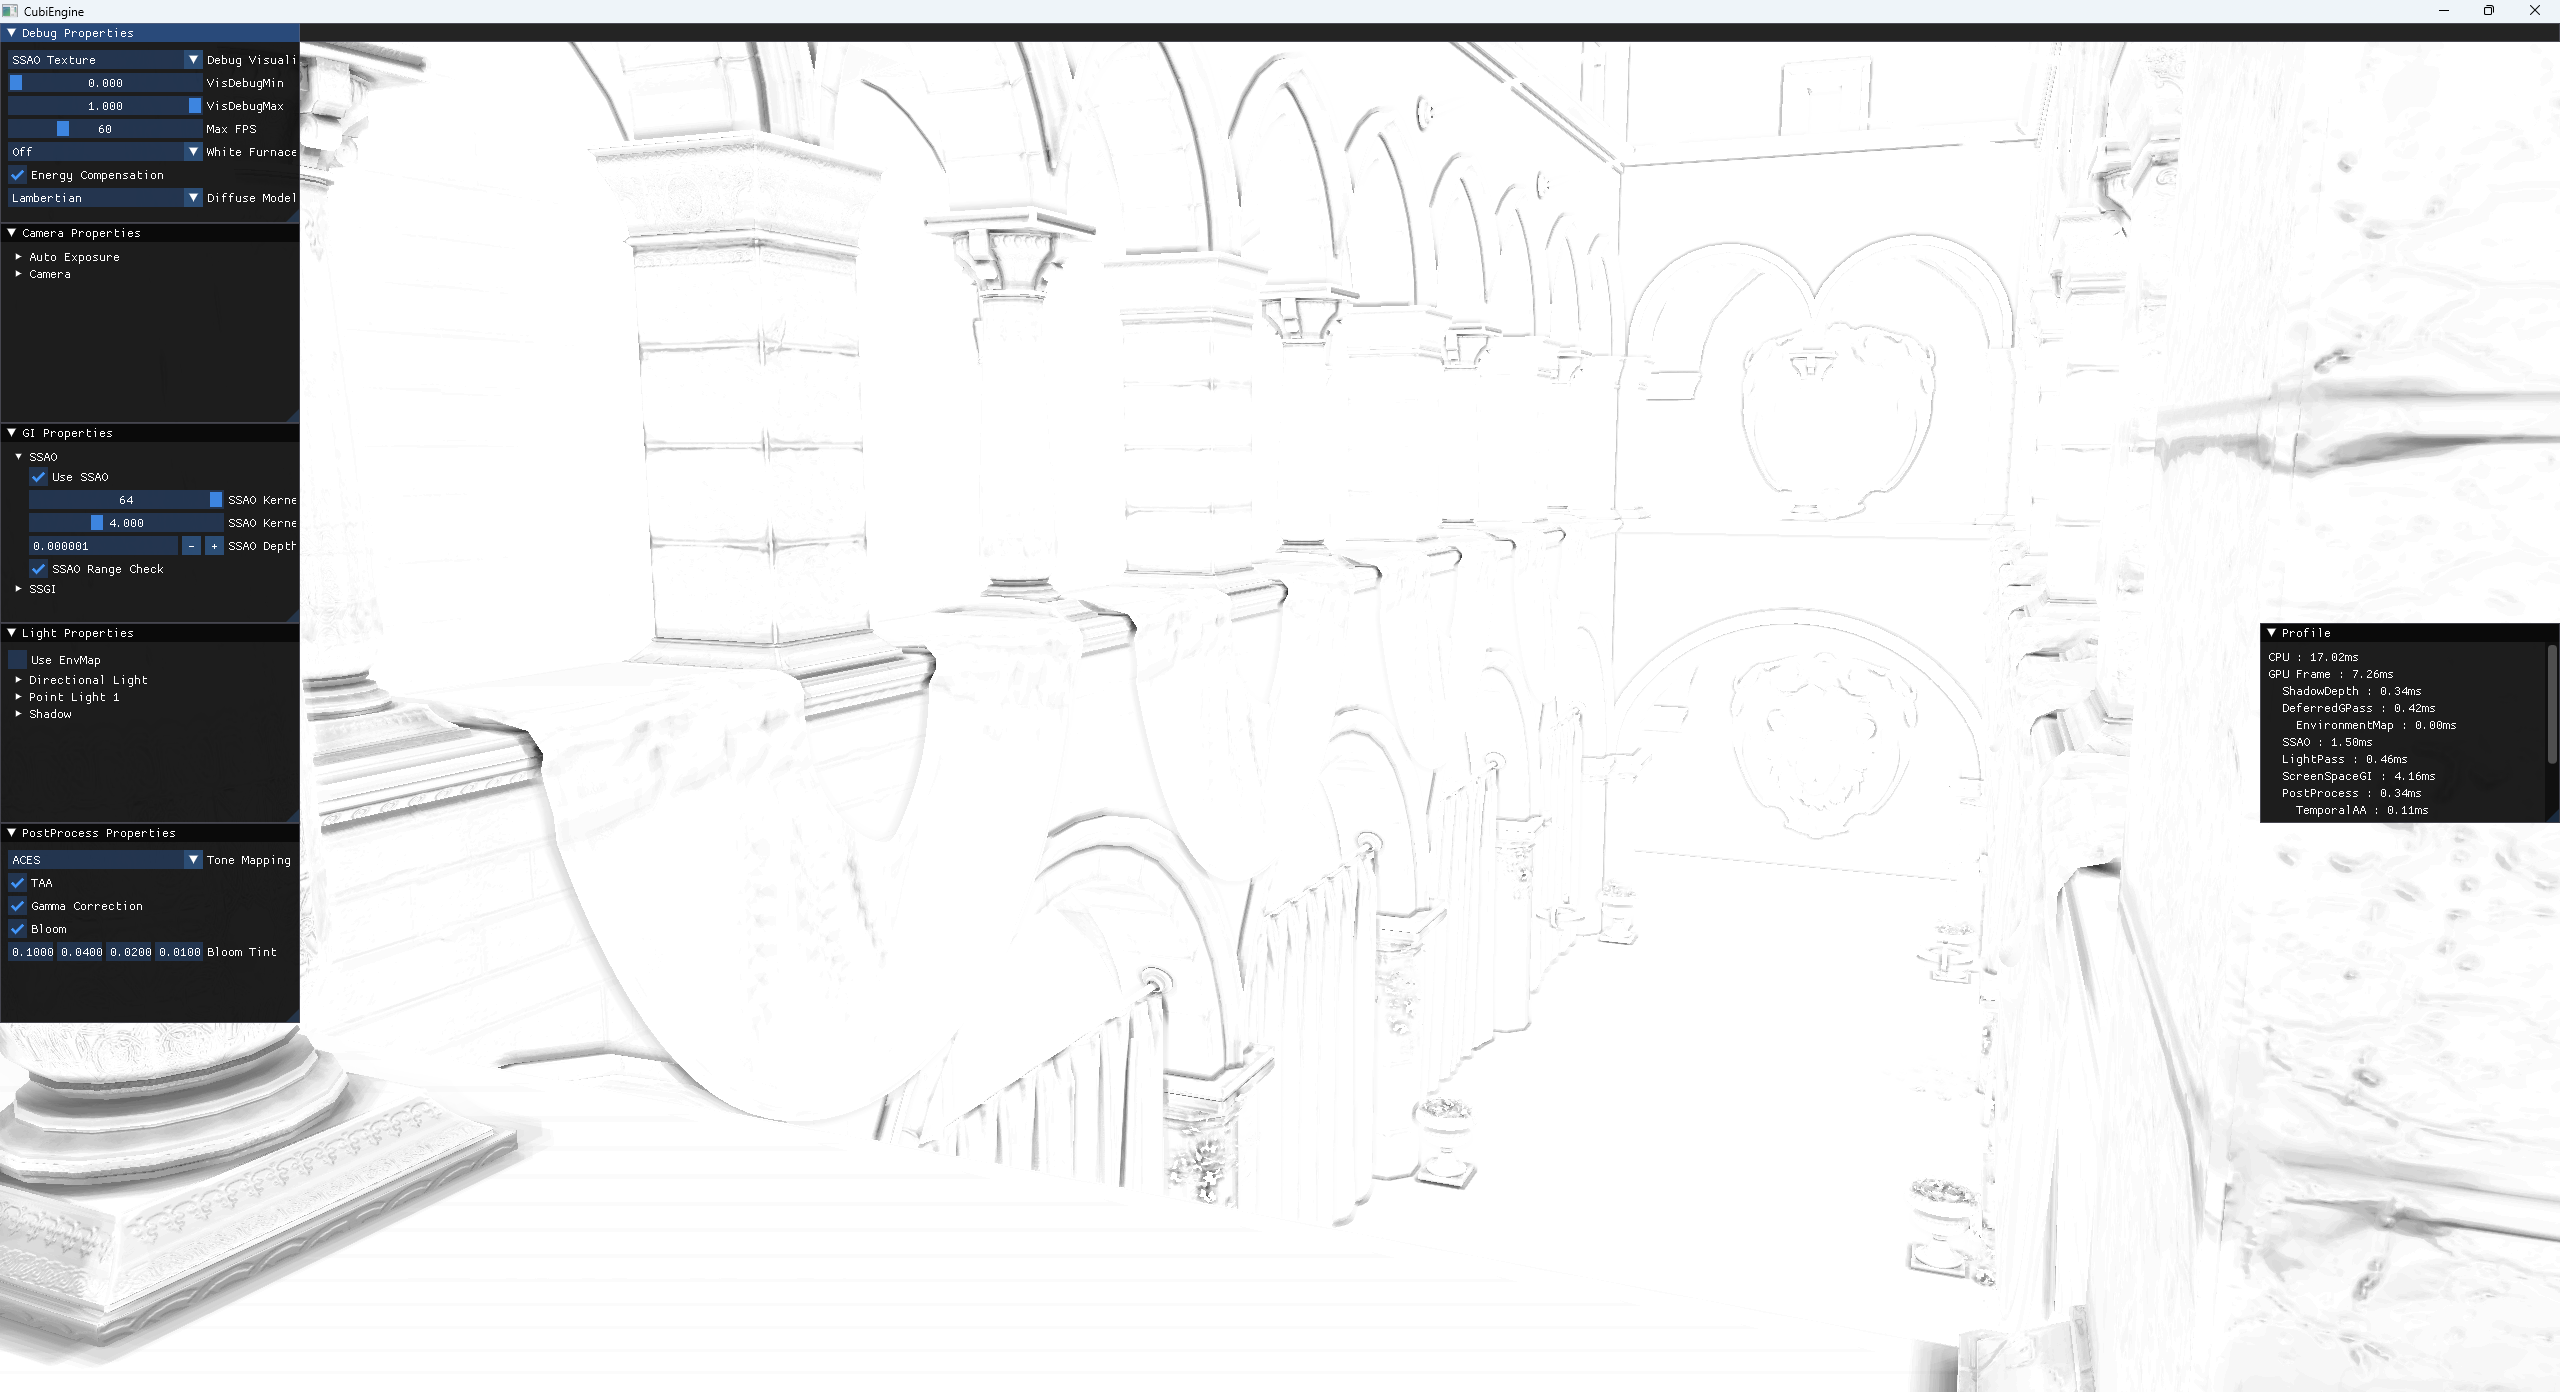 CubiEngine
Debug Properties
SSAO Texture Debug Visuali
0.000 VisDebugMin
1.000 VisDebugMax
60 Max FPS
Off White Furnace
Energy Compensation
Lambertian Diffuse Model
Camera Properties
Auto Exposure
Camera
GI Properties
SSAO
Use SSAO
64 SSAO Kerne
4.000 SSAO Kerne
0.000001 - + SSAO Depth
SSAO Range Check
SSGI
Light Properties
Use EnvMap
Directional Light
Point Light 1
Shadow
PostProcess Properties
ACES Tone Mapping
TAA
Gamma Correction
Bloom
0.1000 0.0400 0.0200 0.0100 Bloom Tint
Profile
CPU : 17.02ms
GPU Frame : 7.26ms
ShadowDepth : 0.34ms
DeferredGPass : 0.42ms
EnvironmentMap : 0.00ms
SSAO : 1.50ms
LightPass : 0.46ms
ScreenSpaceGI : 4.16ms
PostProcess : 0.34ms
TemporalAA : 0.11ms